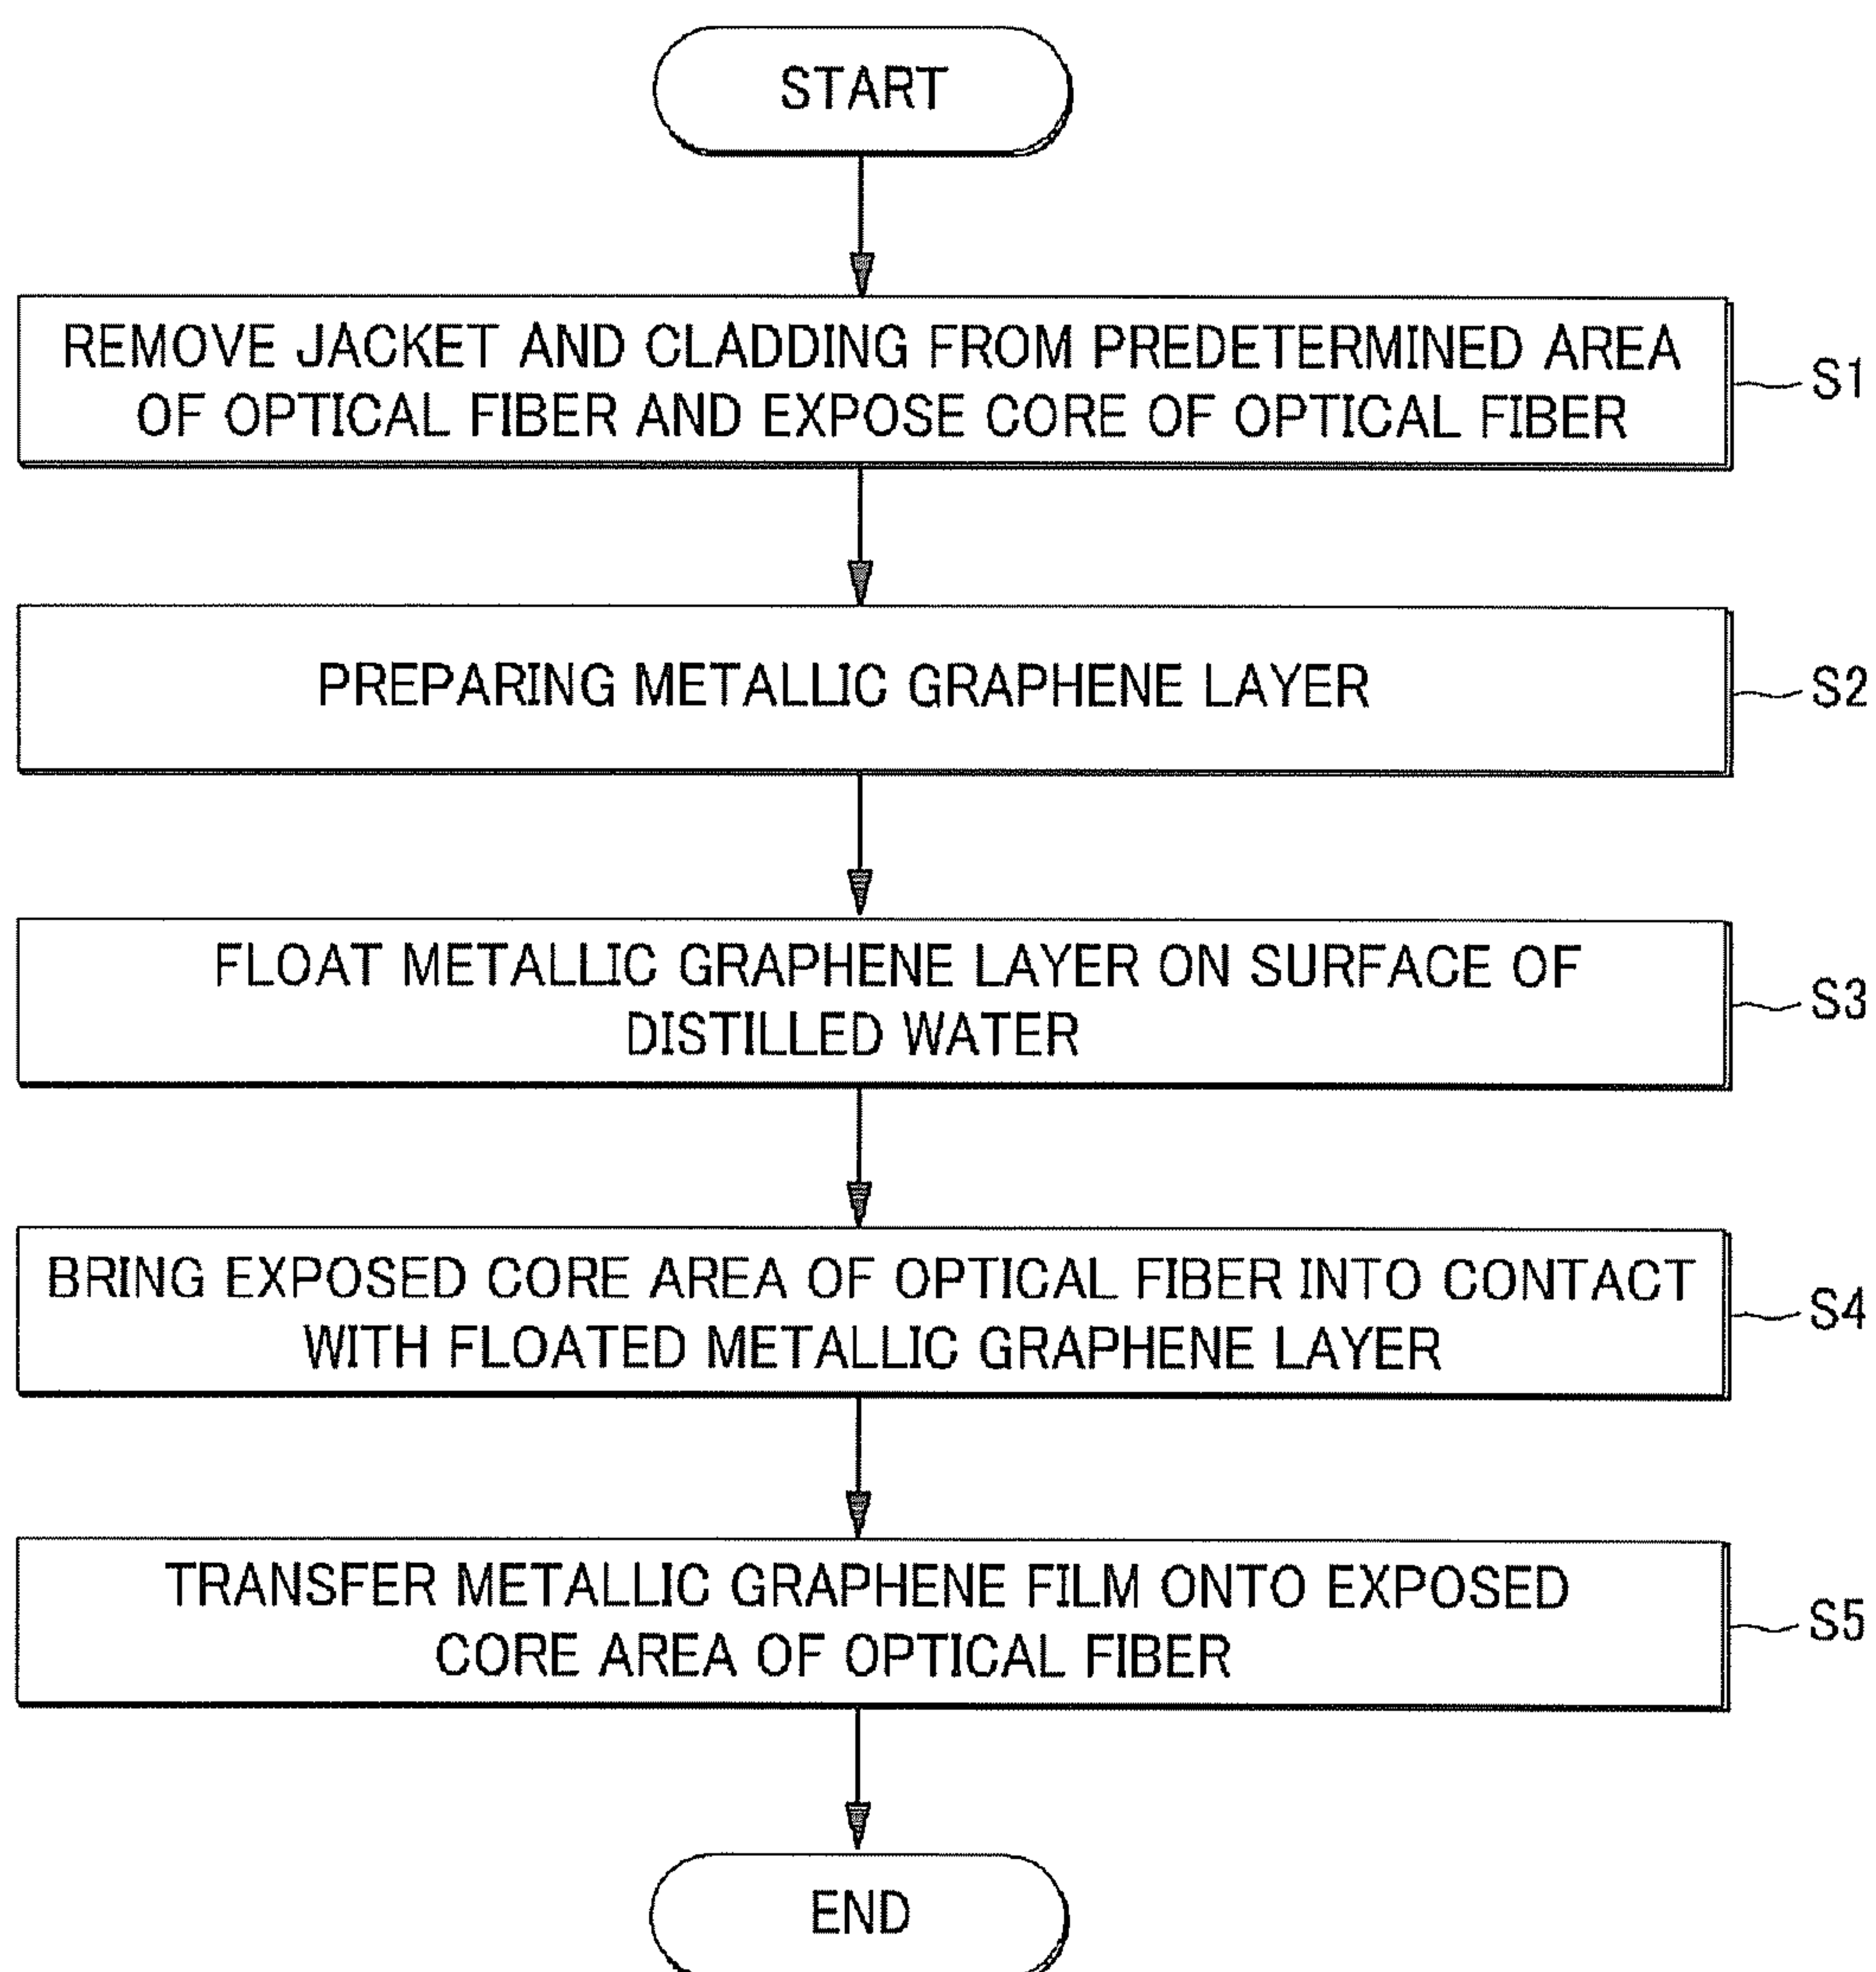 START
REMOVE JACKET AND CLADDING FROM PREDETERMINED AREA
OF OPTICAL FIBER AND EXPOSE CORE OF OPTICAL FIBER
S1
PREPARING METALLIC GRAPHENE LAYER
S2
FLOAT METALLIC GRAPHENE LAYER ON SURFACE OF
DISTILLED WATER
S3
BRING EXPOSED CORE AREA OF OPTICAL FIBER INTO CONTACT
WITH FLOATED METALLIC GRAPHENE LAYER
S4
TRANSFER METALLIC GRAPHENE FILM ONTO EXPOSED
CORE AREA OF OPTICAL FIBER
S5
END